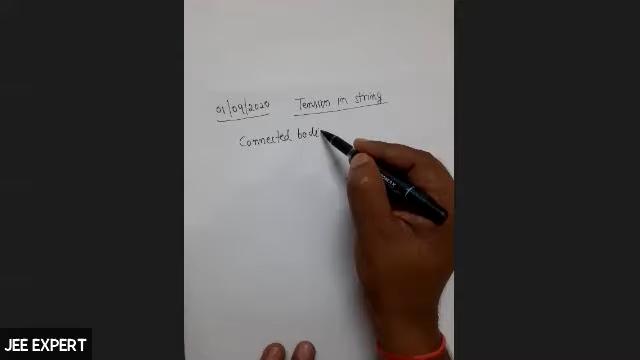 01/09/2020 Tension in string
Connected bodi
JEE EXPERT